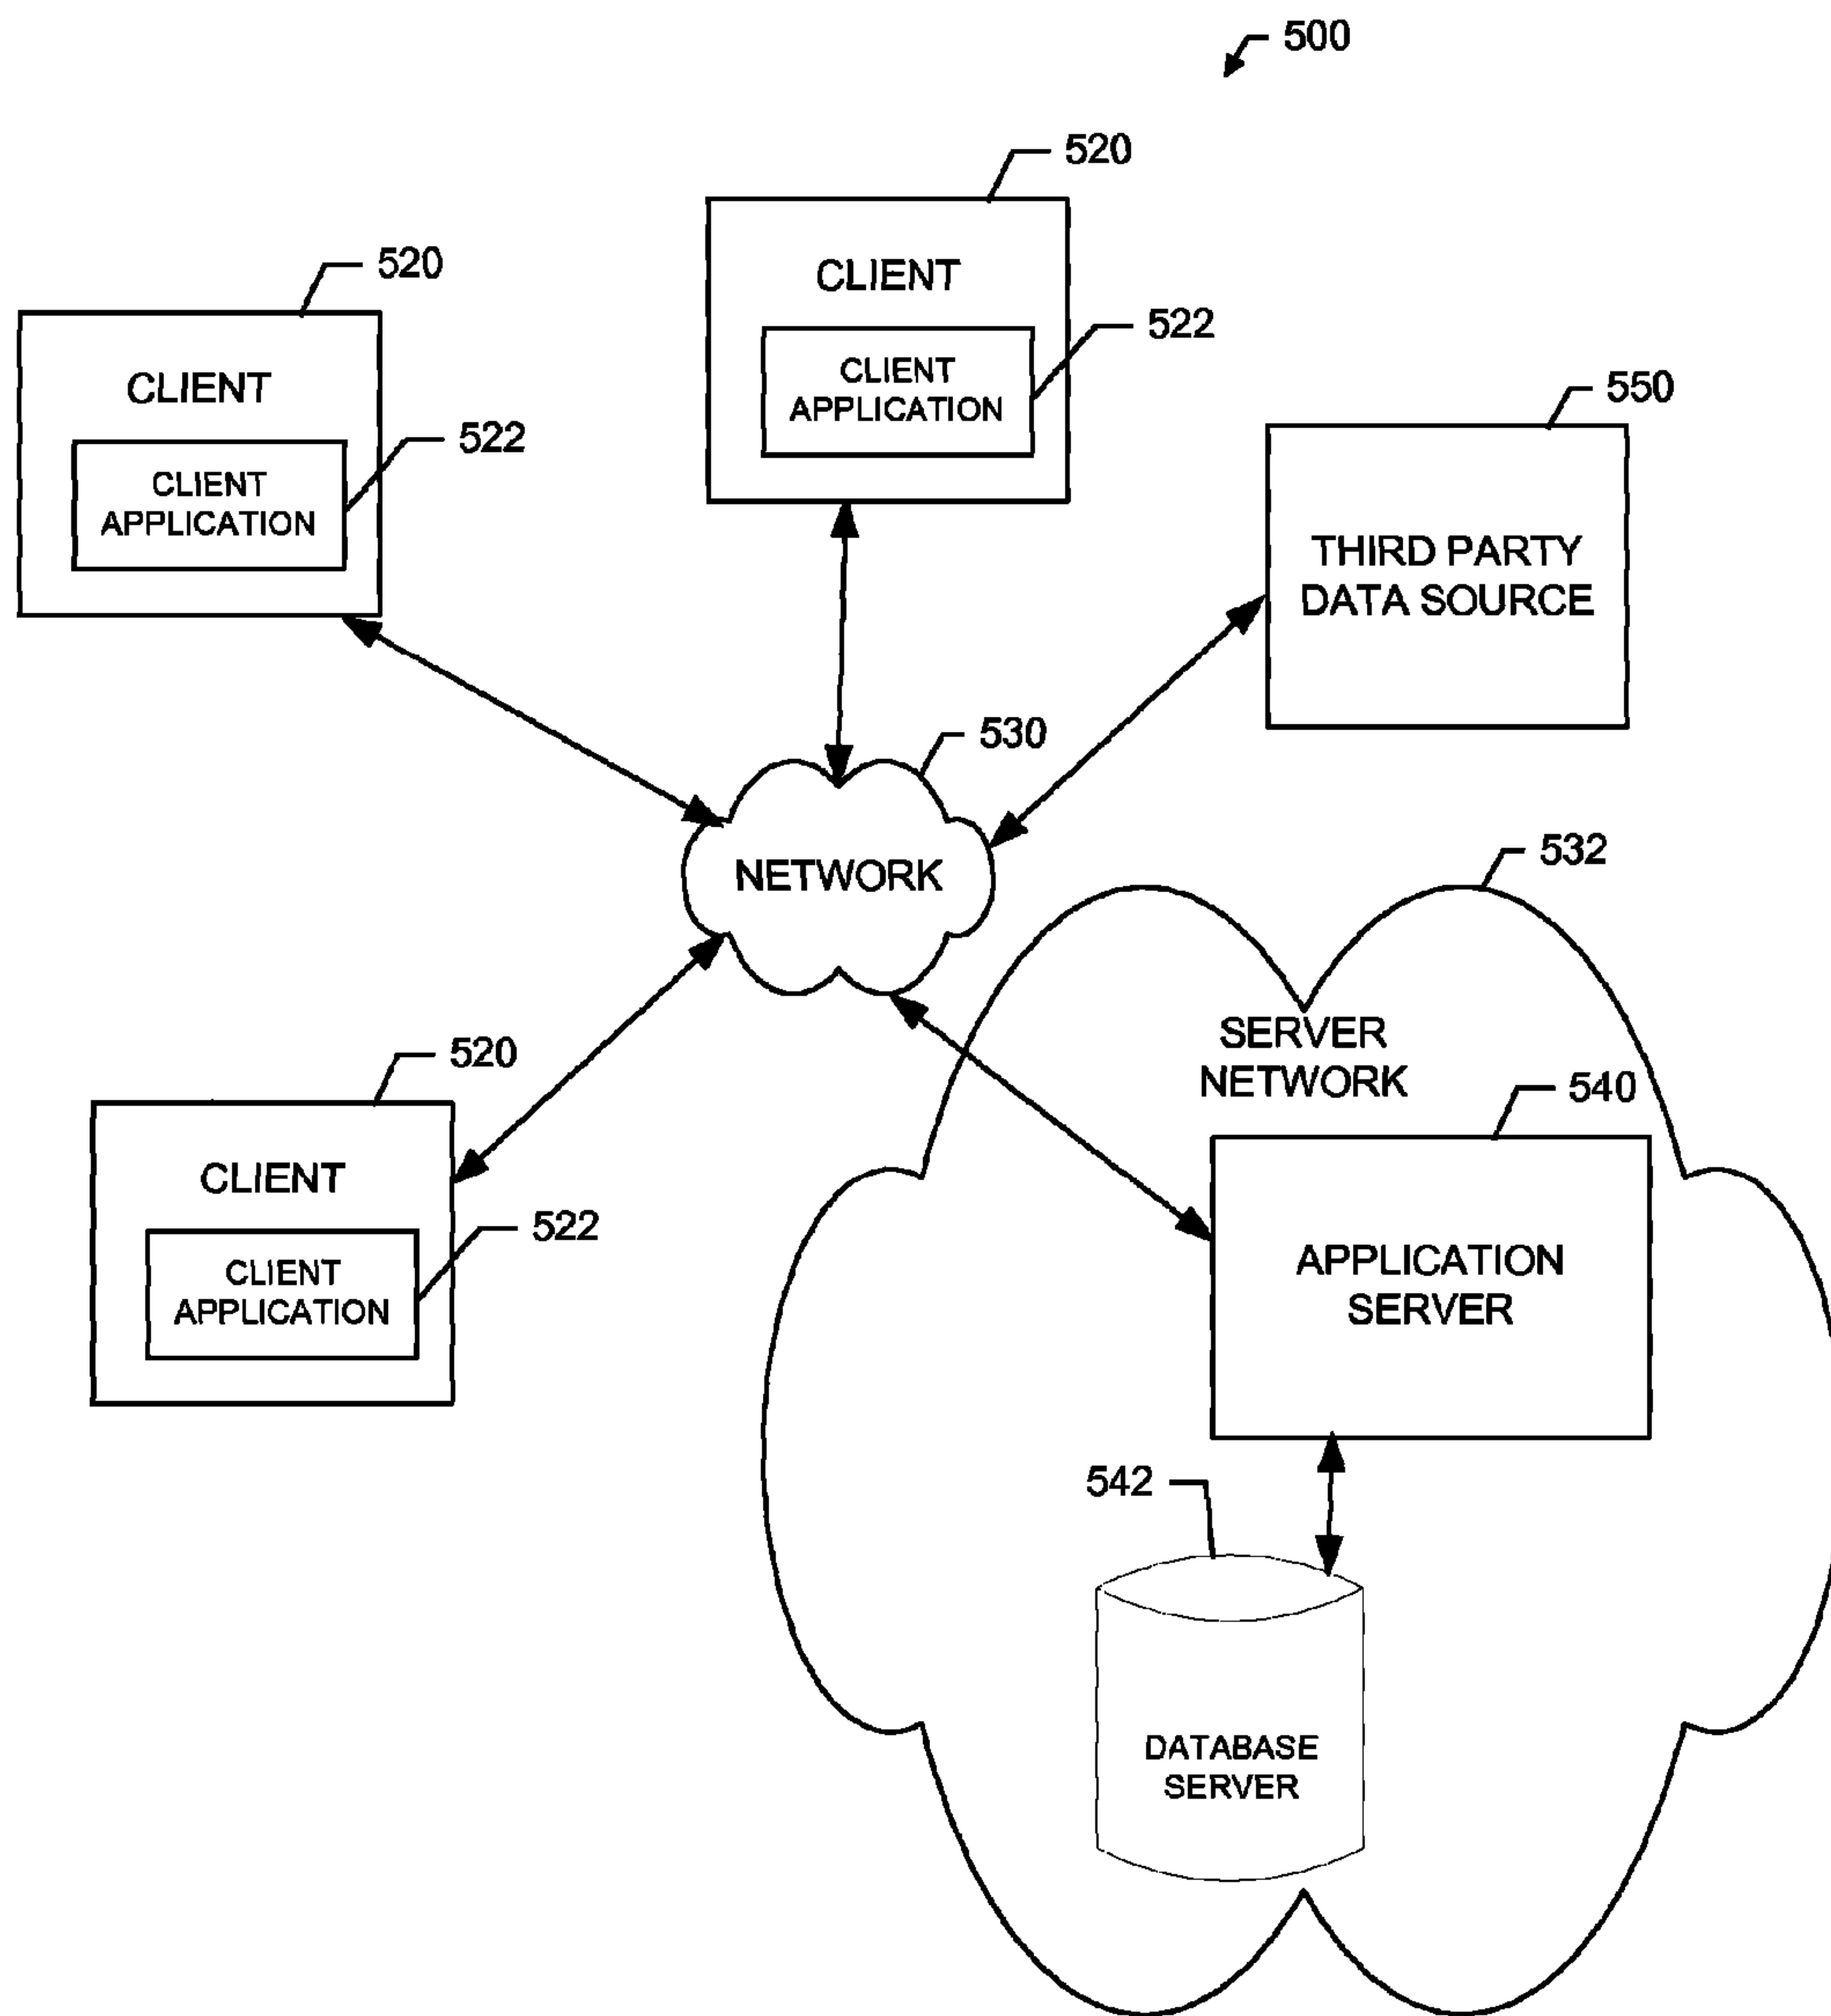 500
520
CLIENT
CLIENT
APPLICATION
522
520
CLIENT
CLIENT
APPLICATION
522
550
THIRD PARTY
DATA SOURCE
530
NETWORK
532
SERVER
NETWORK
520
CLIENT
CLIENT
APPLICATION
522
540
APPLICATION
SERVER
542
DATABASE
SERVER